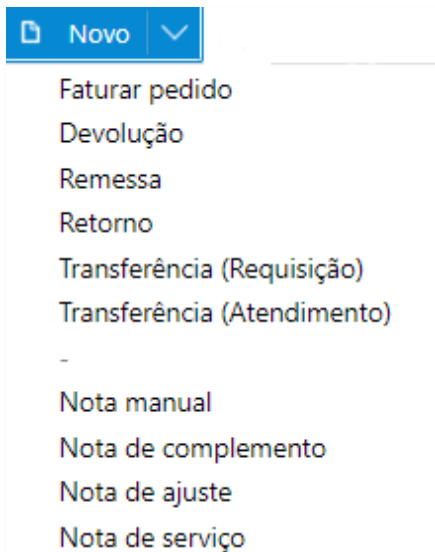 Novo
Faturar pedido
Devolução
Remessa
Retorno
Transferência (Requisição)
Transferência (Atendimento)
-
Nota manual
Nota de complemento
Nota de ajuste
Nota de serviço